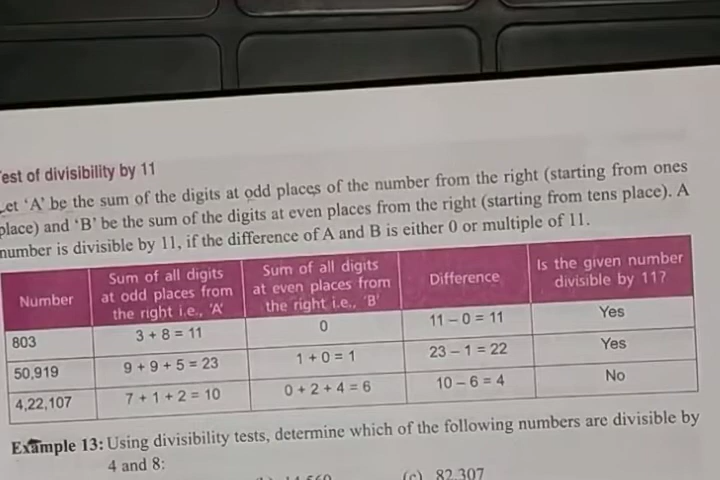 est of divisibility by 11
et 'A' be the sum of the digits at odd places of the number from the right (starting from ones
place) and 'B' be the sum of the digits at even places from the right (starting from tens place). A
number is divisible by 11, if the difference of A and B is either 0 or multiple of 11.
Number | Sum of all digits at odd places from the right i.e., 'A' | Sum of all digits at even places from the right i.e., 'B' | Difference | Is the given number divisible by 11?
803 | 3 + 8 = 11 | 0 | 11 – 0 = 11 | Yes
50,919 | 9 + 9 + 5 = 23 | 1 + 0 = 1 | 23 – 1 = 22 | Yes
4,22,107 | 7 + 1 + 2 = 10 | 0 + 2 + 4 = 6 | 10 – 6 = 4 | No
Example 13: Using divisibility tests, determine which of the following numbers are divisible by
4 and 8:
(c) 82,307